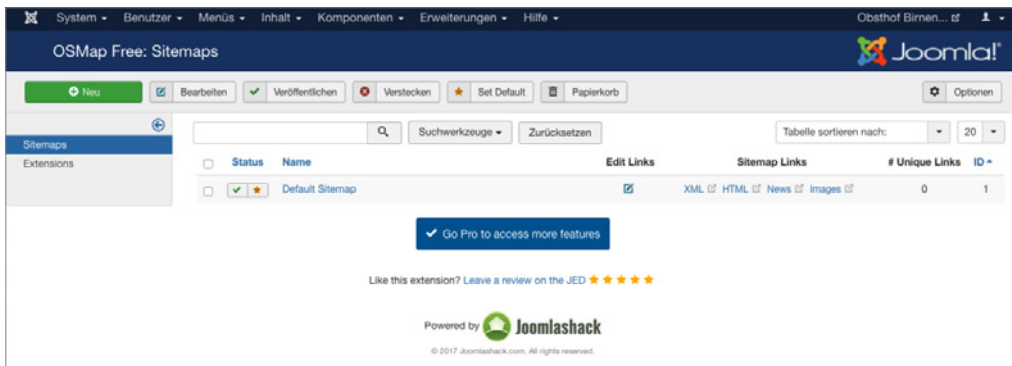 System Benutzer Menüs Inhalt Komponenten Erweiterungen Hilfe Obsthof Birnen...
OSMap Free: Sitemaps Joomla!
Neu Bearbeiten Veröffentlichen Verstecken Set Default Papierkorb Optionen
Suchwerkzeuge Zurücksetzen Tabelle sortieren nach: 20
Sitemaps
Extensions
Status Name Edit Links Sitemap Links # Unique Links ID
Default Sitemap XML HTML News Images 0 1
Go Pro to access more features
Like this extension? Leave a review on the JED
Powered by Joomlashack
© 2017 Joomlashack.com. All rights reserved.